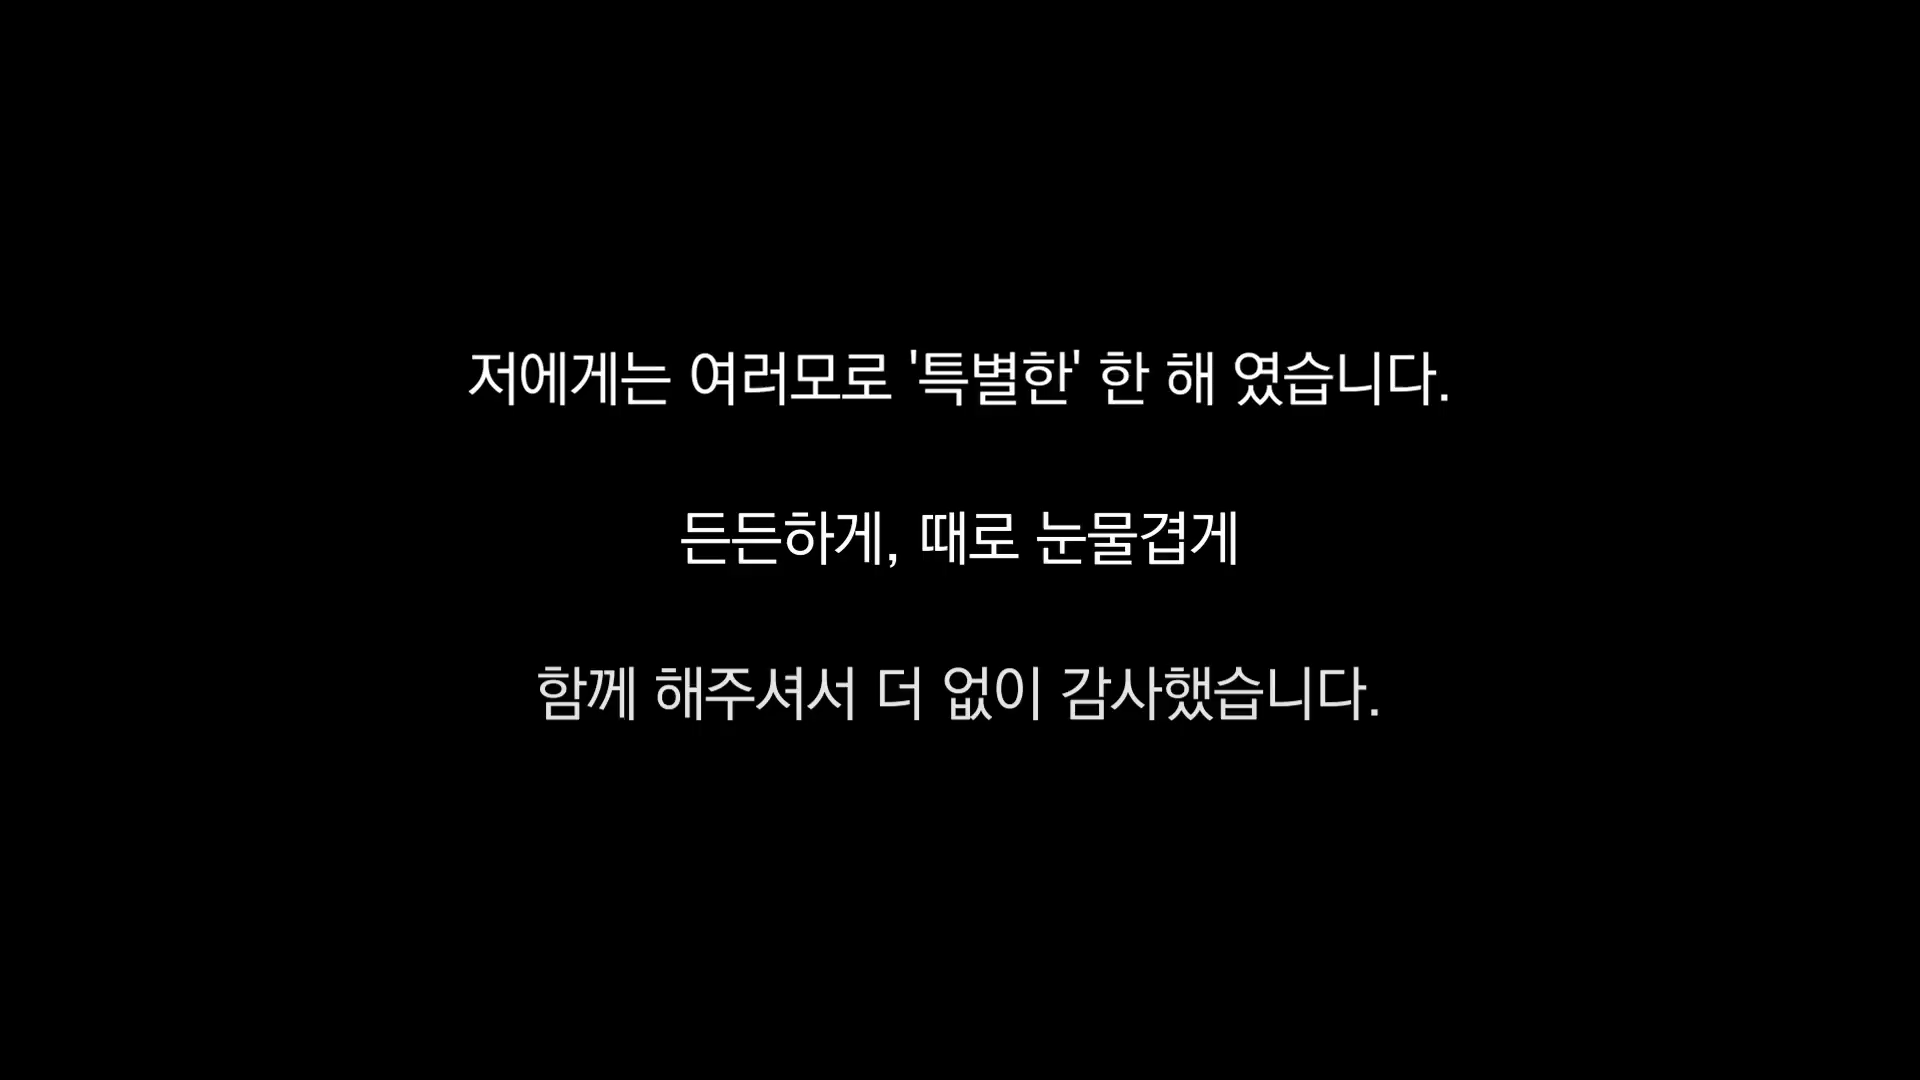 저에게는 여러모로 '특별한' 한 해 였습니다.
든든하게, 때로 눈물겹게
함께 해주셔서 더 없이 감사했습니다.